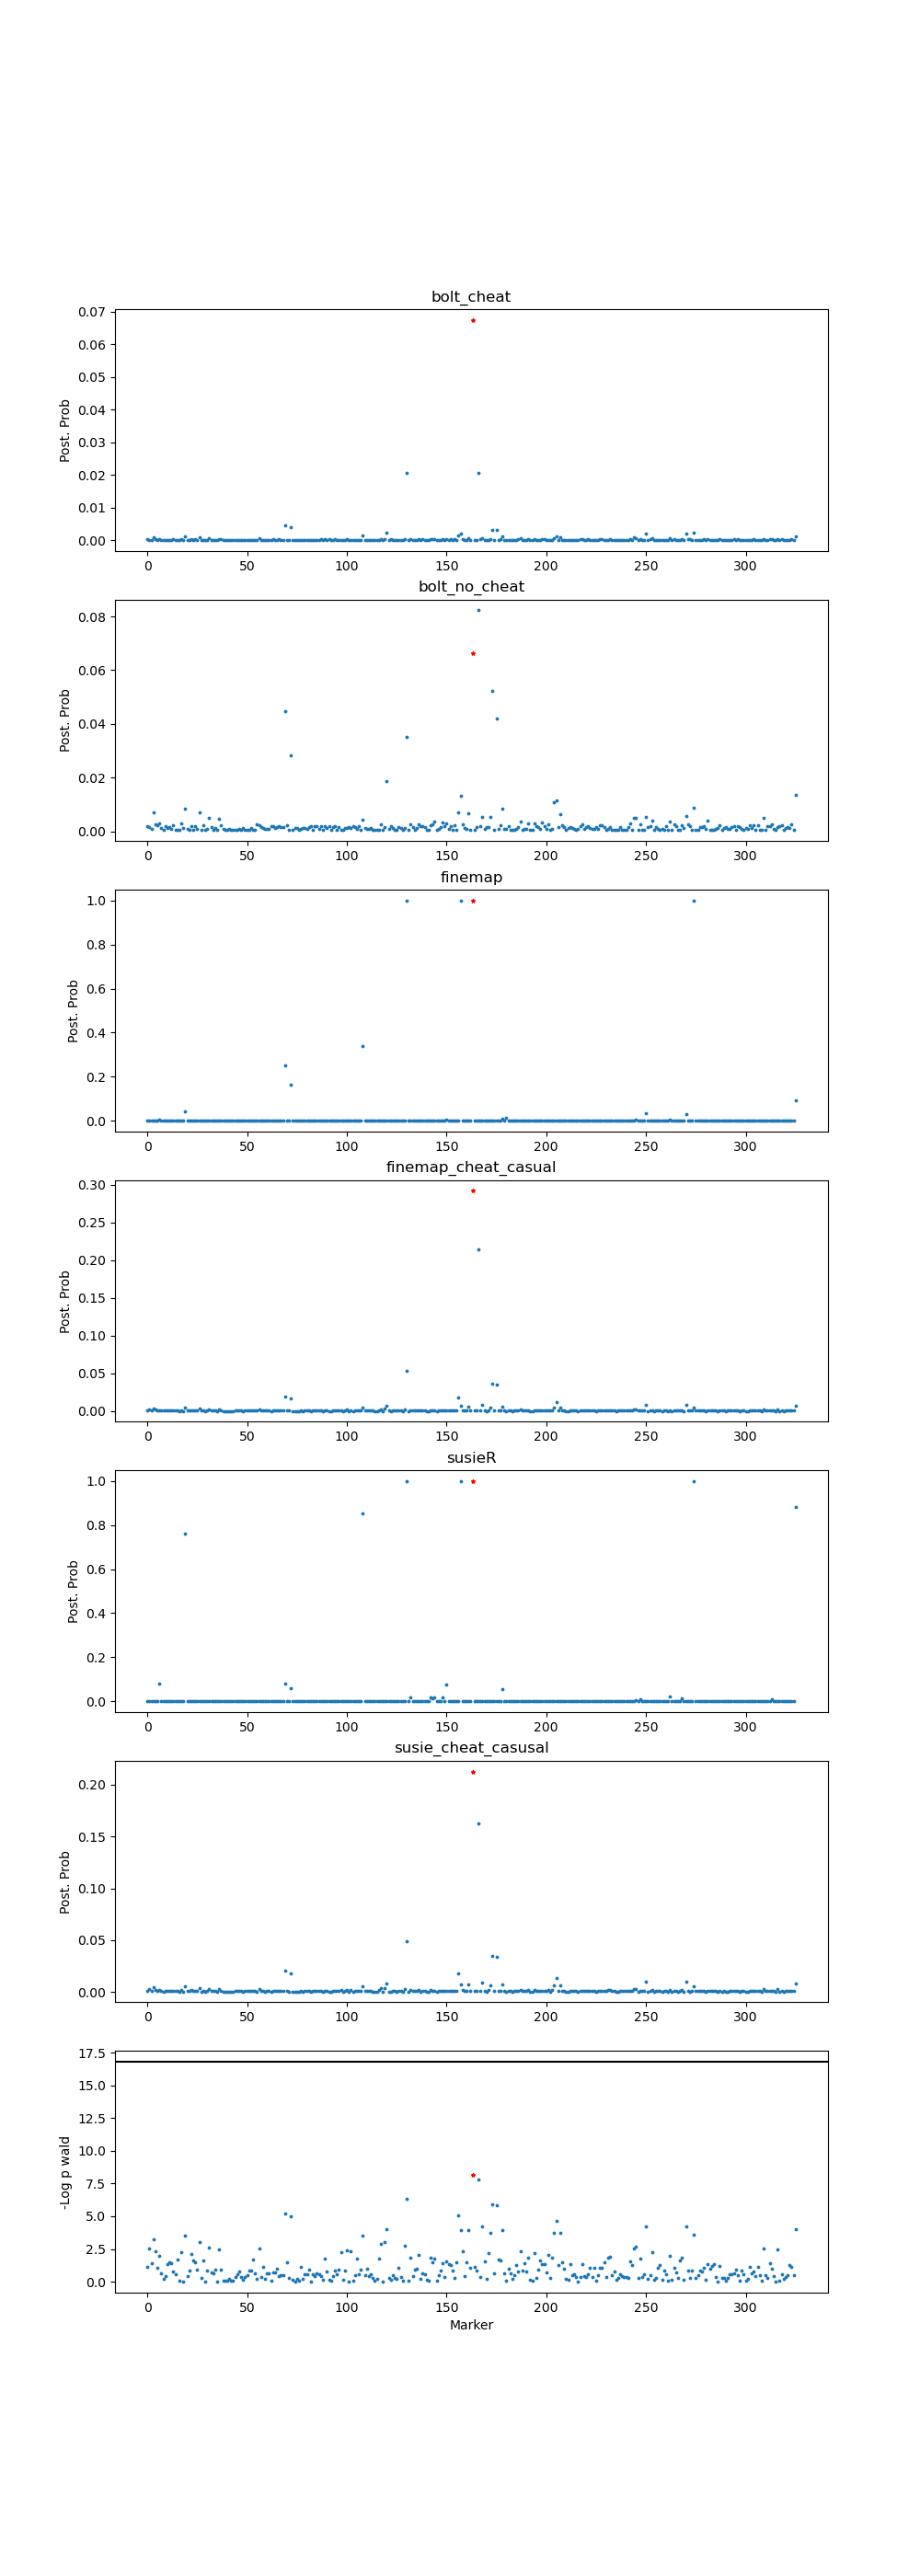 bolt_cheat
Post. Prob
0.07
0.06
0.05
0.04
0.03
0.02
0.01
0.00
0 50 100 150 200 250 300
bolt_no_cheat
Post. Prob
0.08
0.06
0.04
0.02
0.00
0 50 100 150 200 250 300
finemap
Post. Prob
1.0
0.8
0.6
0.4
0.2
0.0
0 50 100 150 200 250 300
finemap_cheat_casual
Post. Prob
0.30
0.25
0.20
0.15
0.10
0.05
0.00
0 50 100 150 200 250 300
susieR
Post. Prob
1.0
0.8
0.6
0.4
0.2
0.0
0 50 100 150 200 250 300
susie_cheat_casusal
Post. Prob
0.20
0.15
0.10
0.05
0.00
0 50 100 150 200 250 300
-Log p wald
17.5
15.0
12.5
10.0
7.5
5.0
2.5
0.0
0 50 100 150 200 250 300
Marker